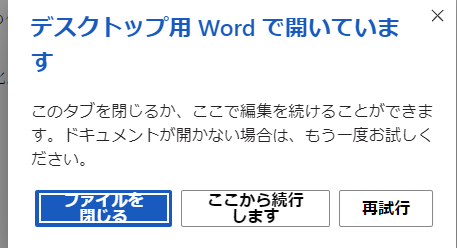 デスクトップ用 Word で開いていま
す
このタブを閉じるか、ここで編集を続けることができま
す。ドキュメントが開かない場合は、もう一度お試しく
ださい。
ファイルを
閉じる
ここから続行
します
再試行